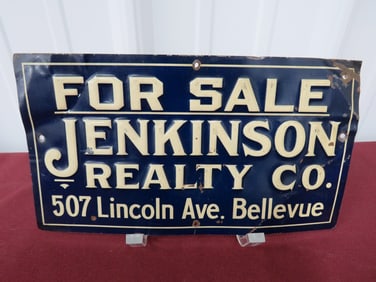 FOR SALE
JENKINSON
REALTY CO.
507 Lincoln Ave. Bellevue